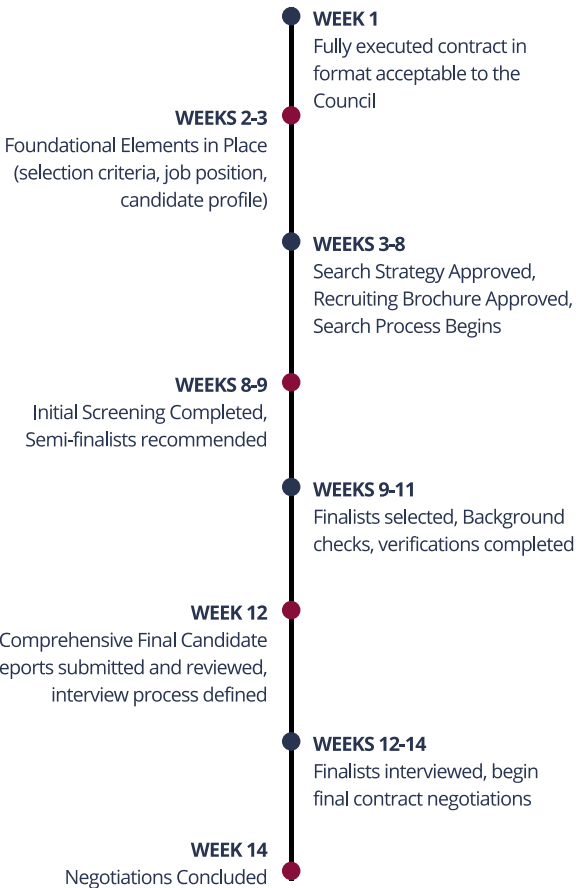 WEEK 1
Fully executed contract in
format acceptable to the
Council
WEEKS 2-3
Foundational Elements in Place
(selection criteria, job position,
candidate profile)
WEEKS 3-8
Search Strategy Approved,
Recruiting Brochure Approved,
Search Process Begins
WEEKS 8-9
Initial Screening Completed,
Semi-finalists recommended
WEEKS 9-11
Finalists selected, Background
checks, verifications completed
WEEK 12
Comprehensive Final Candidate
eports submitted and reviewed,
interview process defined
WEEKS 12-14
Finalists interviewed, begin
final contract negotiations
WEEK 14
Negotiations Concluded